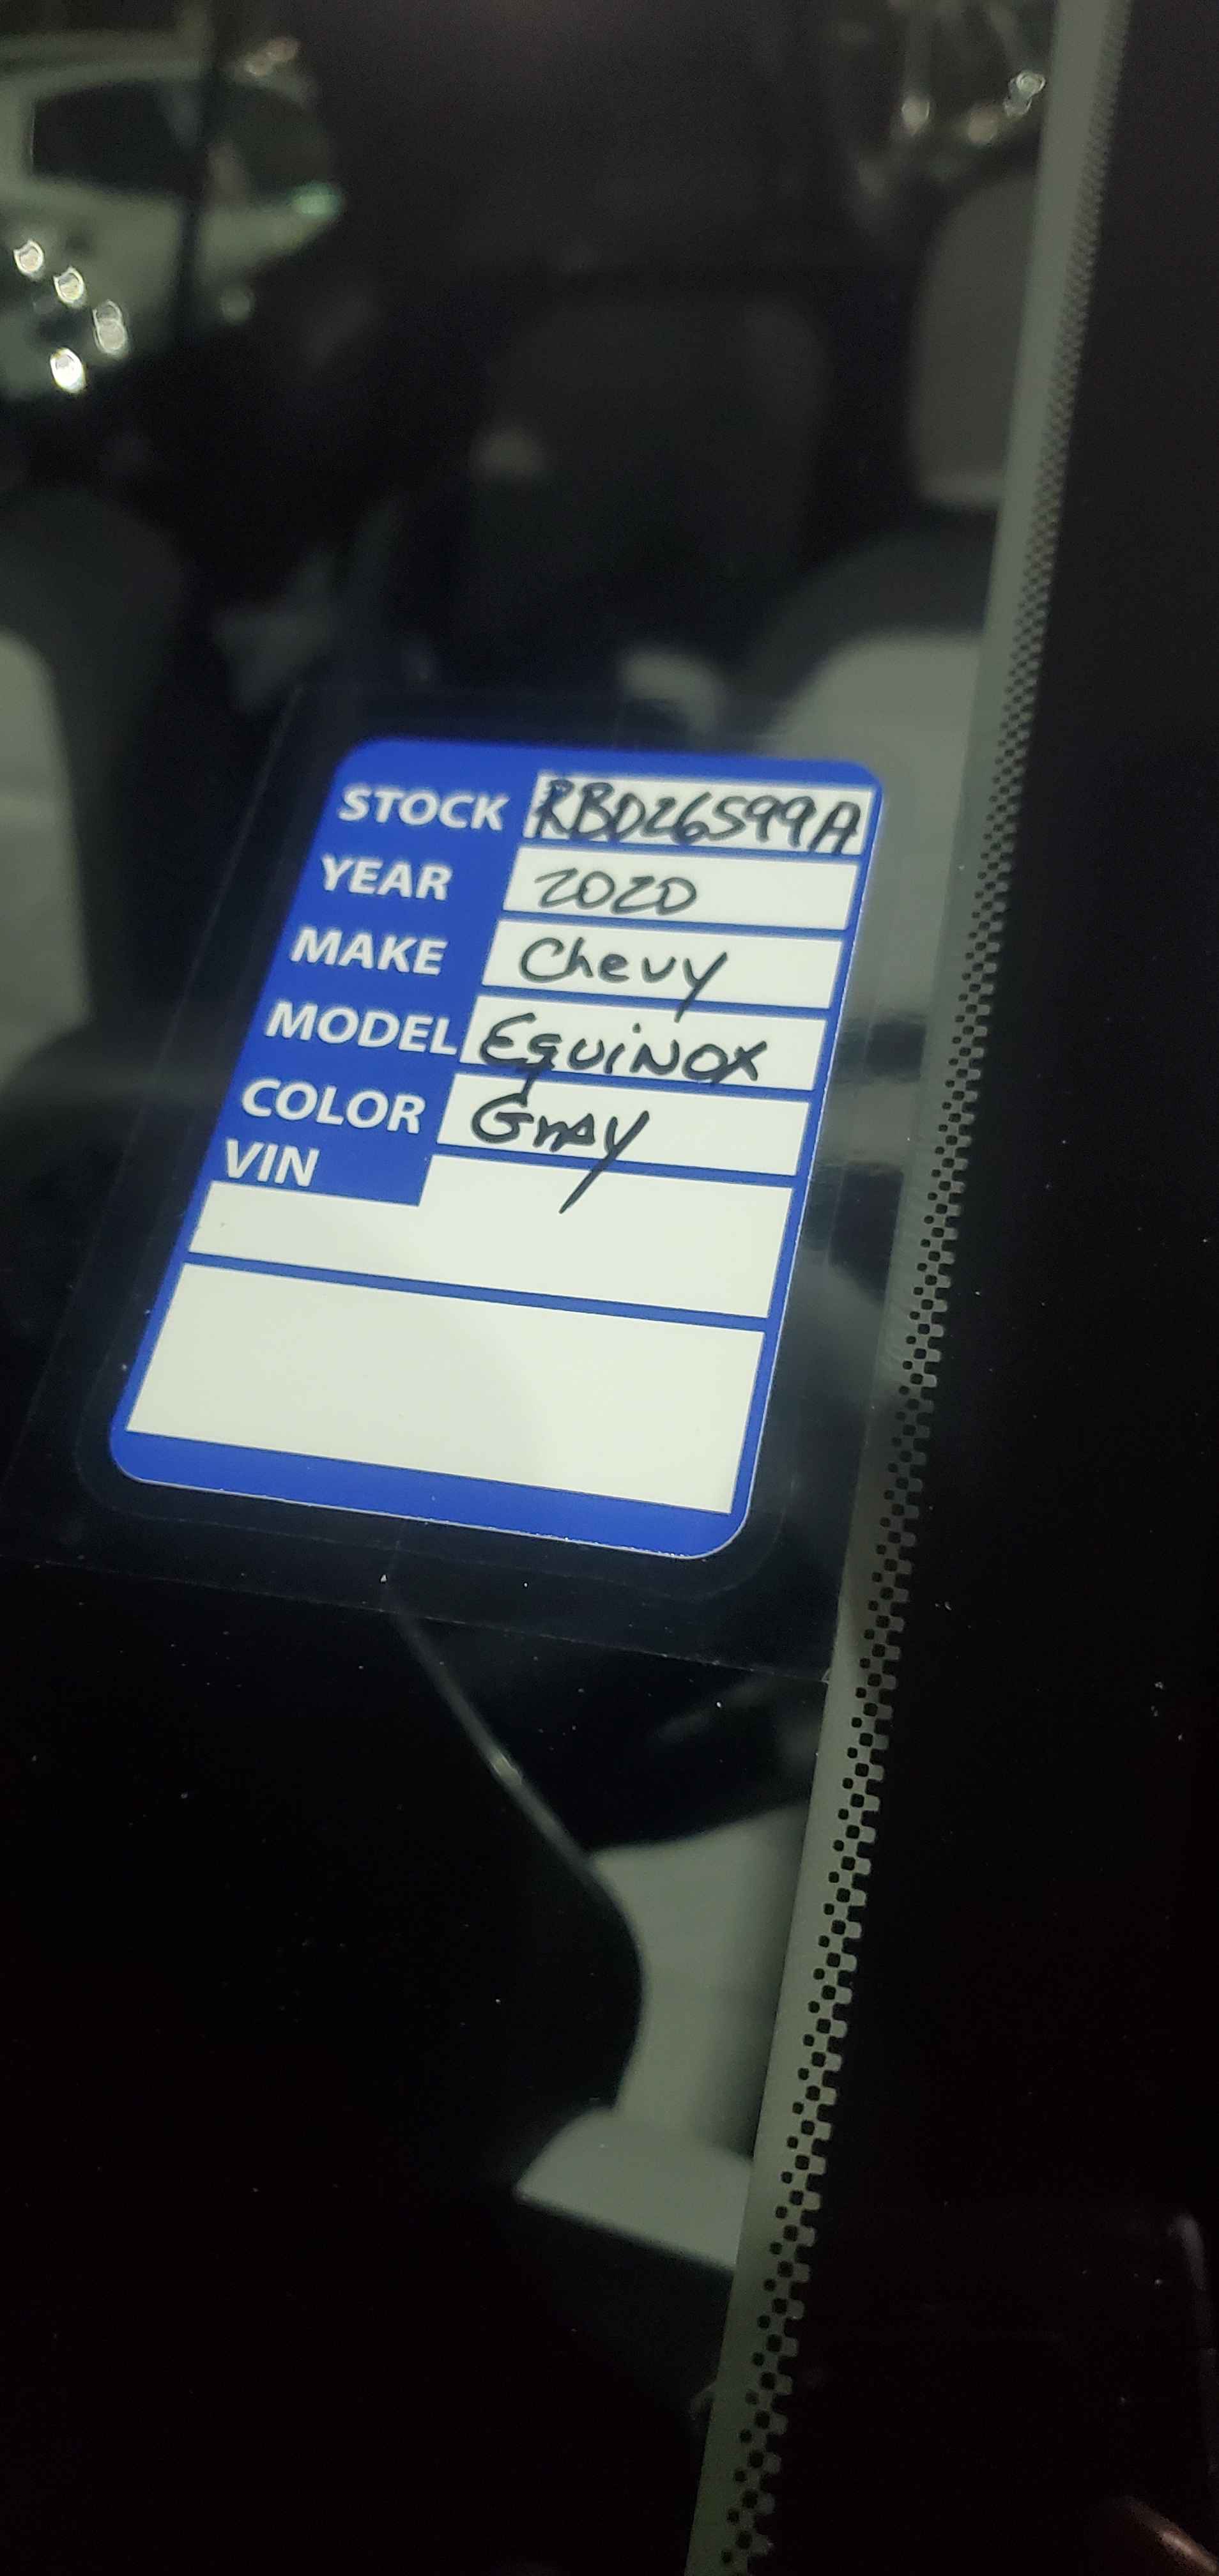 STOCK RBD26599A
YEAR 2020
MAKE Chevy
MODEL EquiNOX
COLOR Gray
VIN